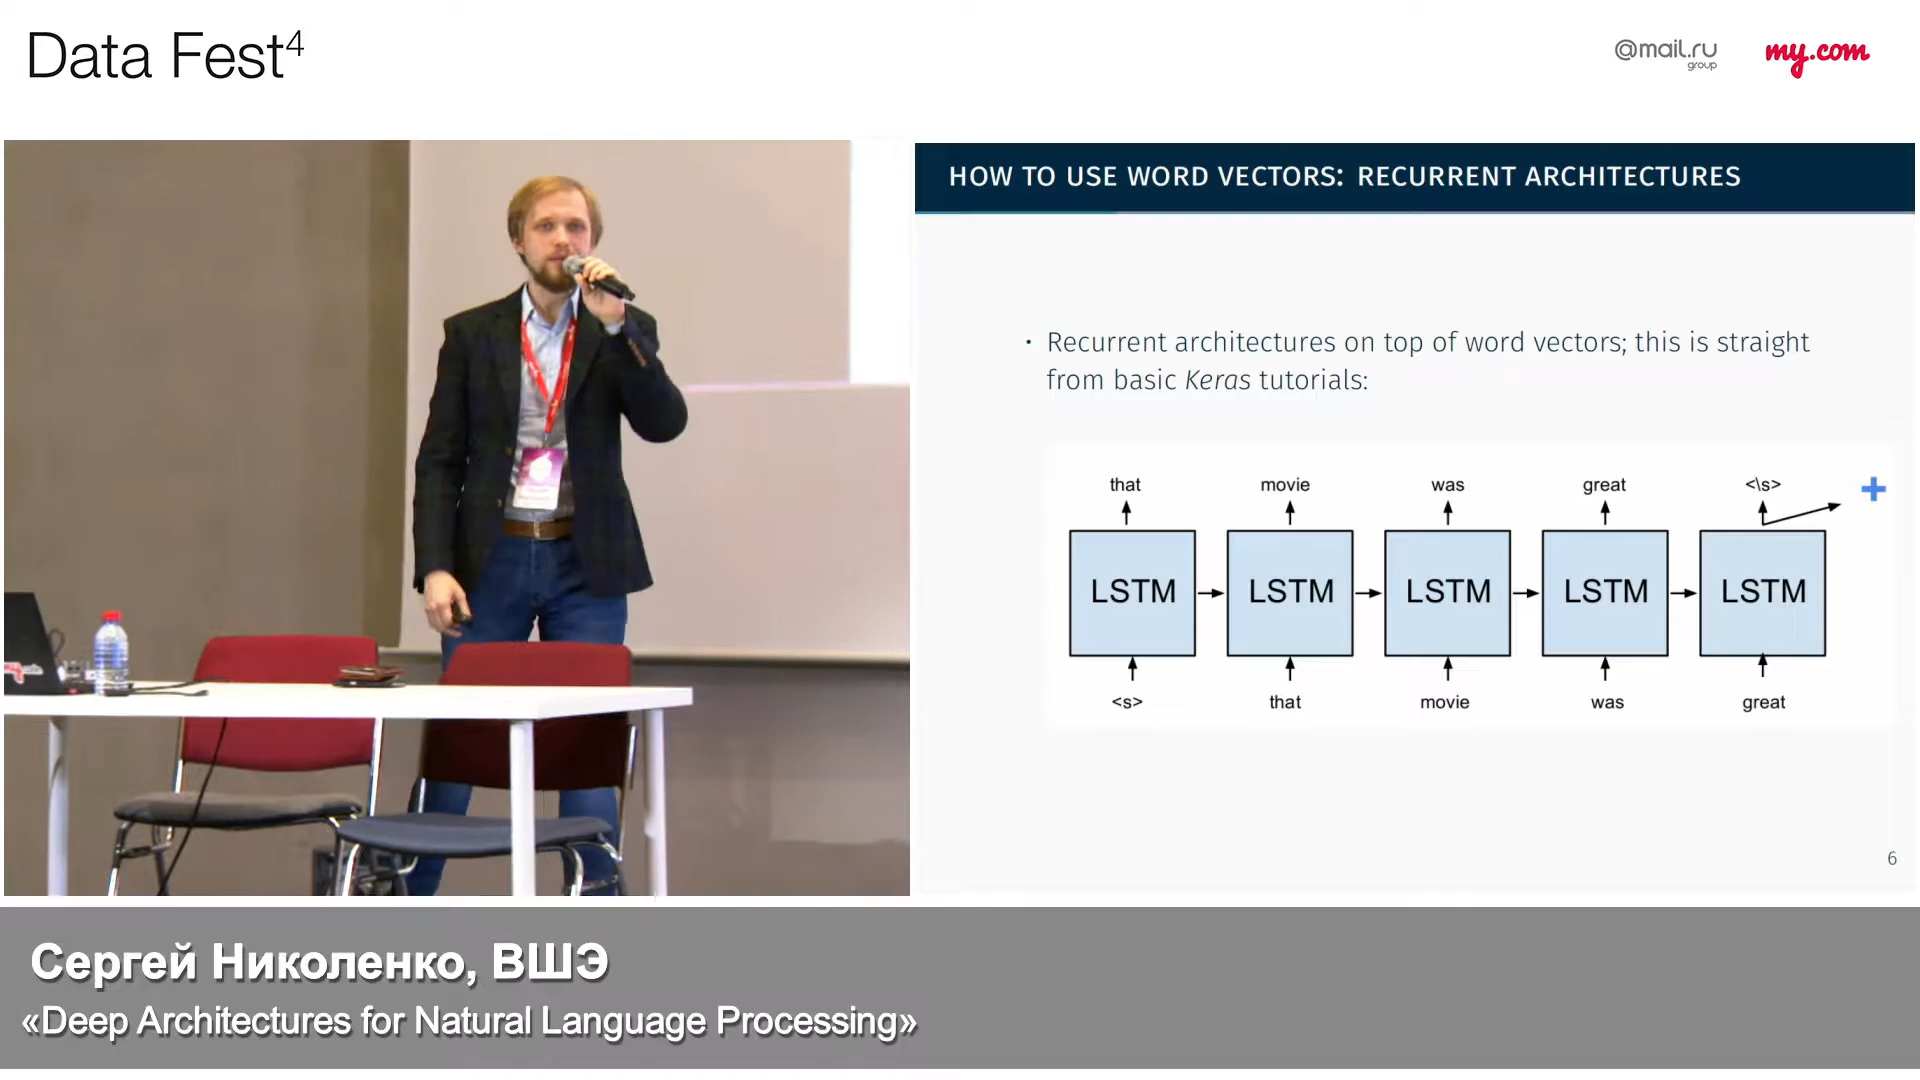 Data Fest⁴
@mail.ru
group
my.com
HOW TO USE WORD VECTORS: RECURRENT ARCHITECTURES
· Recurrent architectures on top of word vectors; this is straight
from basic Keras tutorials:
that movie was great <\s> +
LSTM LSTM LSTM LSTM LSTM
<s> that movie was great
6
Сергей Николенко, ВШЭ
«Deep Architectures for Natural Language Processing»